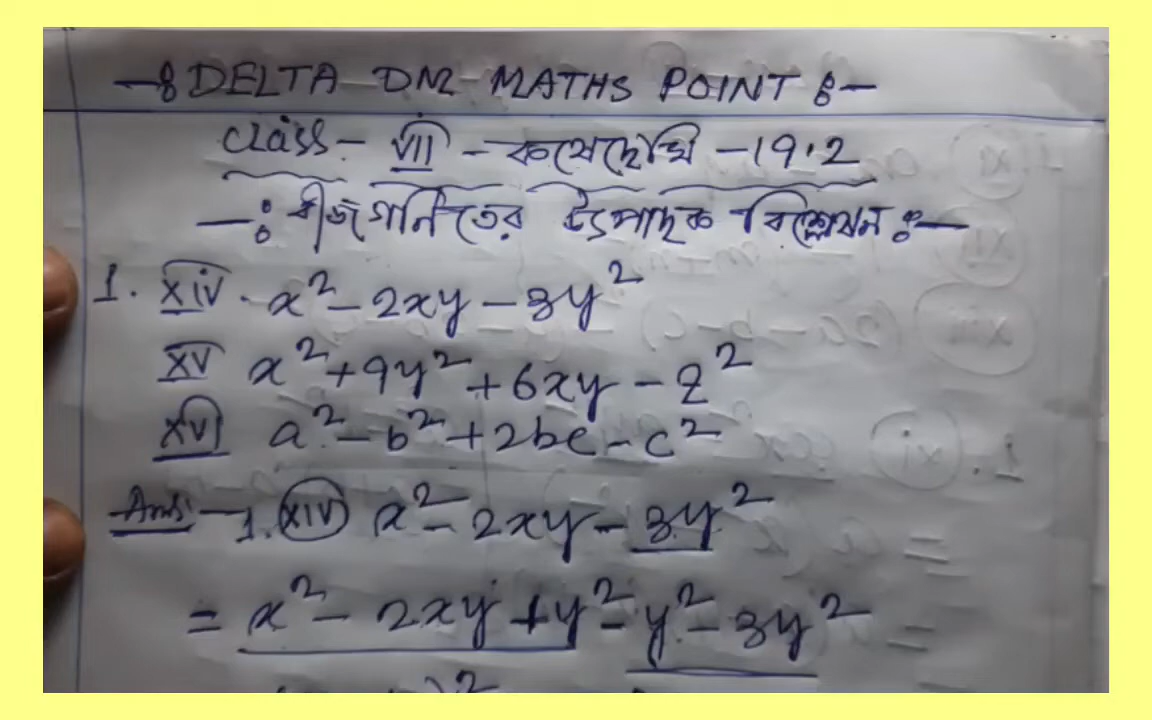 -: DELTA DM MATHS POINT :-
Class - VII - কষেদেখি - 19.2
-: বীজগণিতের উৎপাদক বিশ্লেষণ :-
1. xiv. x² - 2xy - 3y²
xv x² + 9y² + 6xy - z²
xvi a² - b² + 2bc - c²
Ans: - 1. xiv x² - 2xy - 3y²
= x² - 2xy + y² - y² - 3y²